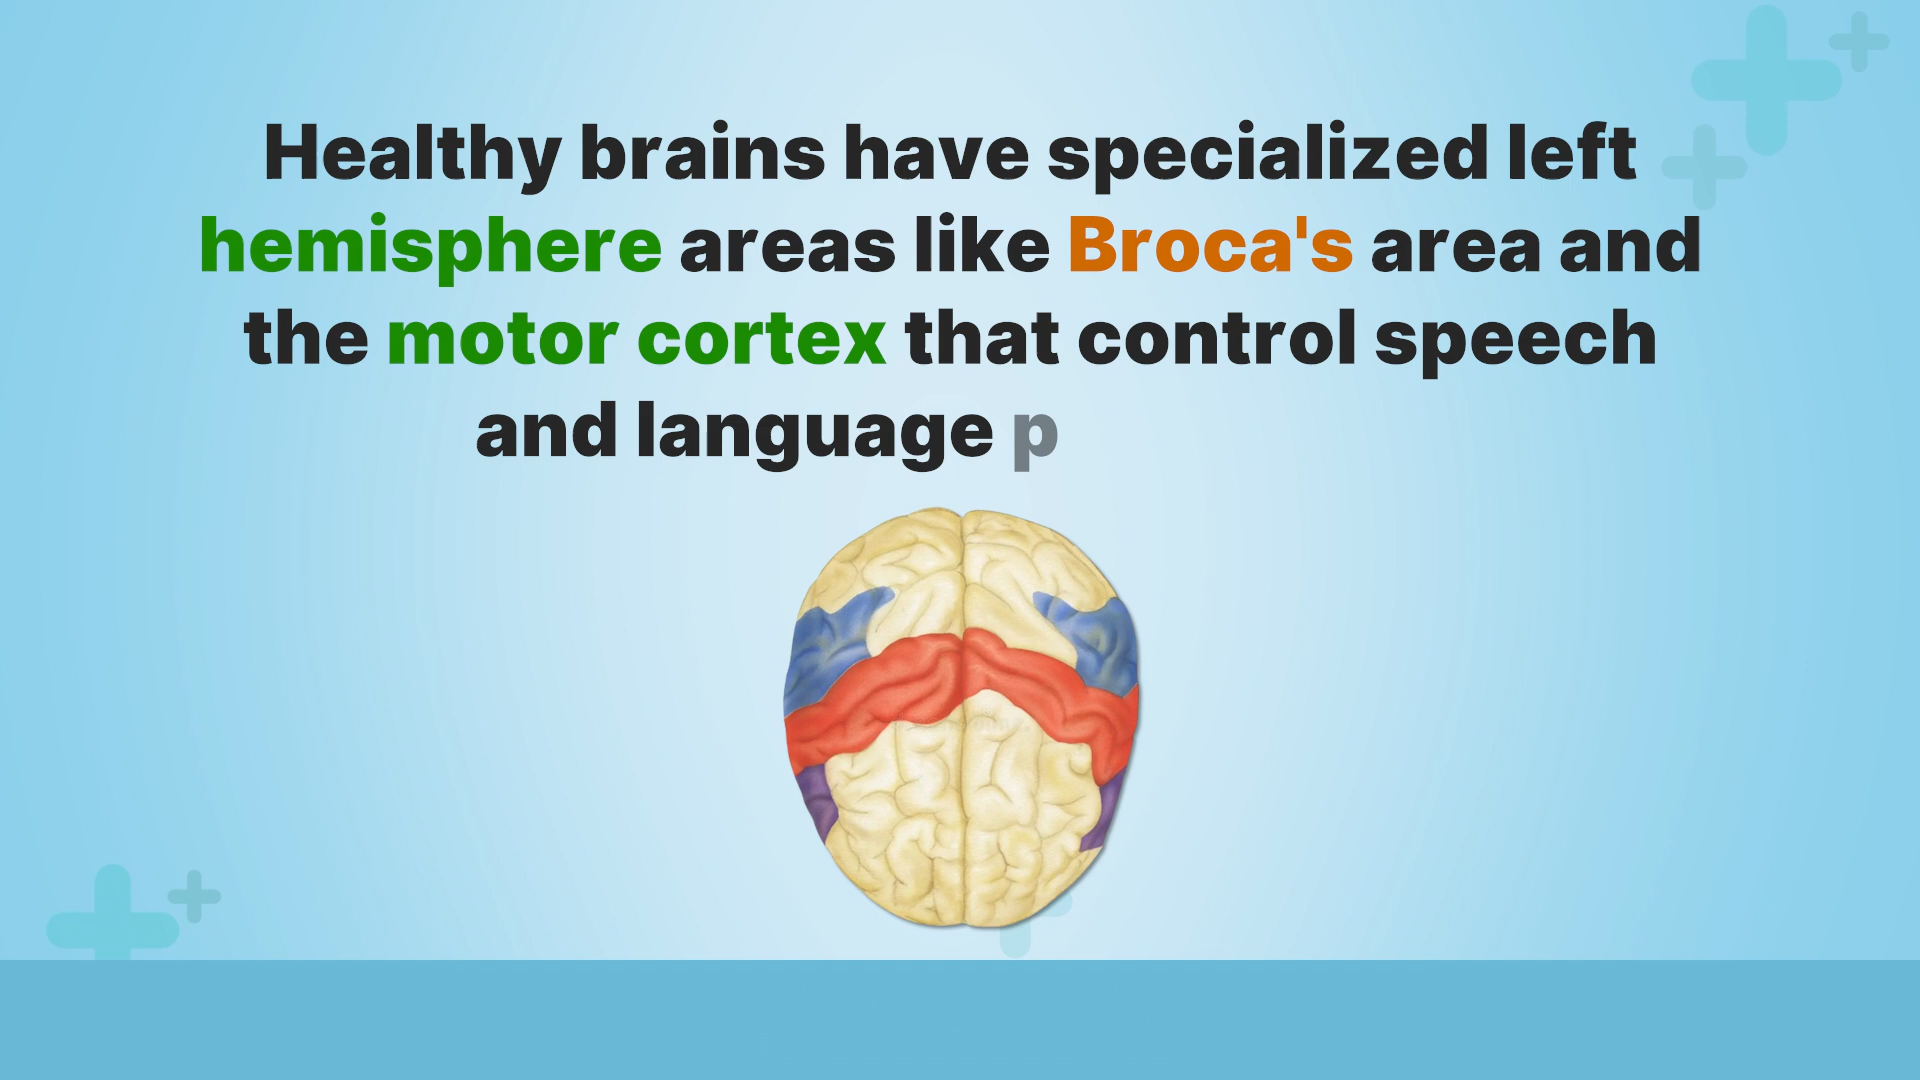 Healthy brains have specialized left
hemisphere areas like Broca's area and
the motor cortex that control speech
and language p